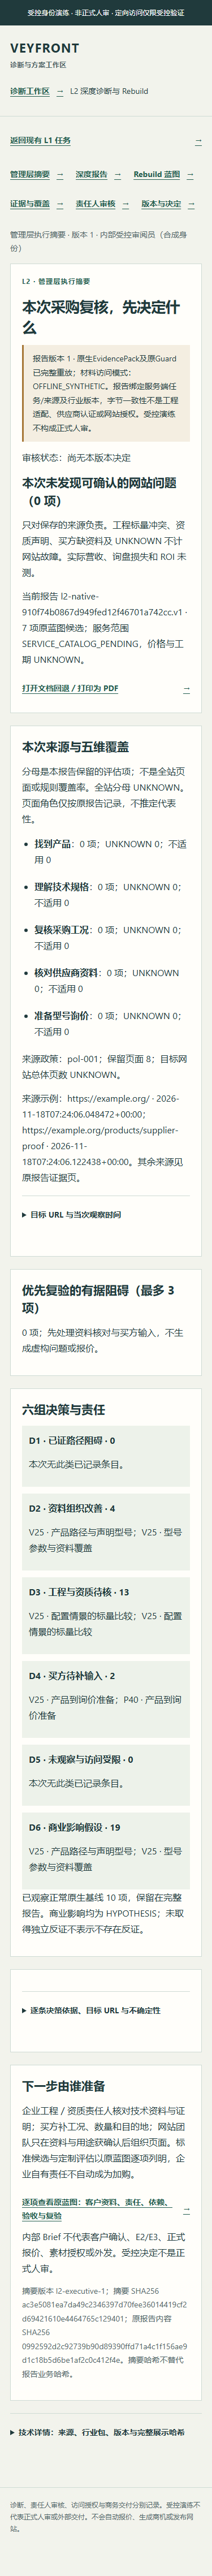 受控身份演练 · 非正式人审 · 定向访问仅限受控验证
VEYFRONT
诊断与方案工作区
诊断工作区 → L2 深度诊断与 Rebuild
返回现有 L1 任务 →
管理层摘要 → 深度报告 → Rebuild 蓝图 →
证据与覆盖 → 责任人审核 → 版本与决定 →
管理层执行摘要 · 版本 1 · 内部受控审阅员（合成身
份）
L2 · 管理层执行摘要
本次采购复核，先决定什
么
报告版本 1 · 原生EvidencePack及原Guard
已完整重放；材料访问模式：
OFFLINE_SYNTHETIC。报告绑定服务端任
务/来源及行业版本，字节一致性不是工程
适配、供应商认证或网站授权。受控演练
不构成正式人审。
审核状态：尚无本版本决定
本次未发现可确认的网站问题
（0 项）
只对保存的来源负责。工程标量冲突、资
质声明、买方缺资料及 UNKNOWN 不计
网站故障。实际营收、询盘损失和 ROI 未
测。
当前报告 l2-native-
910f74b0867d949fed12f46701a742cc.v1 ·
7 项原蓝图候选；服务范围
SERVICE_CATALOG_PENDING，价格与工
期 UNKNOWN。
打开文档回退 / 打印为 PDF →
本次来源与五维覆盖
分母是本报告保留的评估项；不是全站页
面或规则覆盖率。全站分母 UNKNOWN。
页面角色仅按原报告记录，不推定代表
性。
• 找到产品：0 项；UNKNOWN 0；不适
用 0
• 理解技术规格：0 项；UNKNOWN 0；
不适用 0
• 复核采购工况：0 项；UNKNOWN 0；
不适用 0
• 核对供应商资料：0 项；UNKNOWN
0；不适用 0
• 准备型号询价：0 项；UNKNOWN 0；
不适用 0
来源政策：pol-001；保留页面 8；目标网
站总体页数 UNKNOWN。
来源示例：https://example.org/ · 2026-
11-18T07:24:06.048472+00:00；
https://example.org/products/supplier-
proof · 2026-11-
18T07:24:06.122438+00:00。其余来源见
原报告证据页。
▶ 目标 URL 与当次观察时间
优先复验的有据阻碍（最多 3
项）
0 项；先处理资料核对与买方输入，不生
成虚构问题或报价。
六组决策与责任
D1 · 已证路径阻碍 · 0
本次无此类已记录条目。
D2 · 资料组织改善 · 4
V25 · 产品路径与声明型号；V25 · 型号
参数与资料覆盖
D3 · 工程与资质待核 · 13
V25 · 配置情景的标量比较；V25 · 配置
情景的标量比较
D4 · 买方待补输入 · 2
V25 · 产品到询价准备；P40 · 产品到询
价准备
D5 · 未观察与访问受限 · 0
本次无此类已记录条目。
D6 · 商业影响假设 · 19
V25 · 产品路径与声明型号；V25 · 型号
参数与资料覆盖
已观察正常原生基线 10 项，保留在完整
报告。商业影响均为 HYPOTHESIS；未取
得独立反证不表示不存在反证。
▶ 逐条决策依据、目标 URL 与不确定性
下一步由谁准备
企业工程 / 资质责任人核对技术资料与证
明；买方补工况、数量和目的地；网站团
队只在资料与用途获确认后组织页面。标
准候选与定制评估以原蓝图逐项列明，企
业自有责任不自动成为加购。
逐项查看原蓝图：客户资料、责任、依赖、
验收与复验 →
内部 Brief 不代表客户确认、E2/E3、正式
报价、素材授权或外发。受控决定不是正
式人审。
摘要版本 l2-executive-1；摘要 SHA256
ac3e5081ea7da49c2346397d70fee36014419cf2
d69421610e4464765c129401；原报告内容
SHA256
0992592d2c92739b90d89390ffd71a4c1f156ae9
d1c18b5d6be1af2c0c412f4e。摘要哈希不替代
报告业务哈希。
▶ 技术详情：来源、行业包、版本与完整展示哈希
诊断、责任人审核、访问授权与商务交付分别记录。受控演练不
代表正式人审或外部交付。不会自动报价、生成商机或发布网
站。